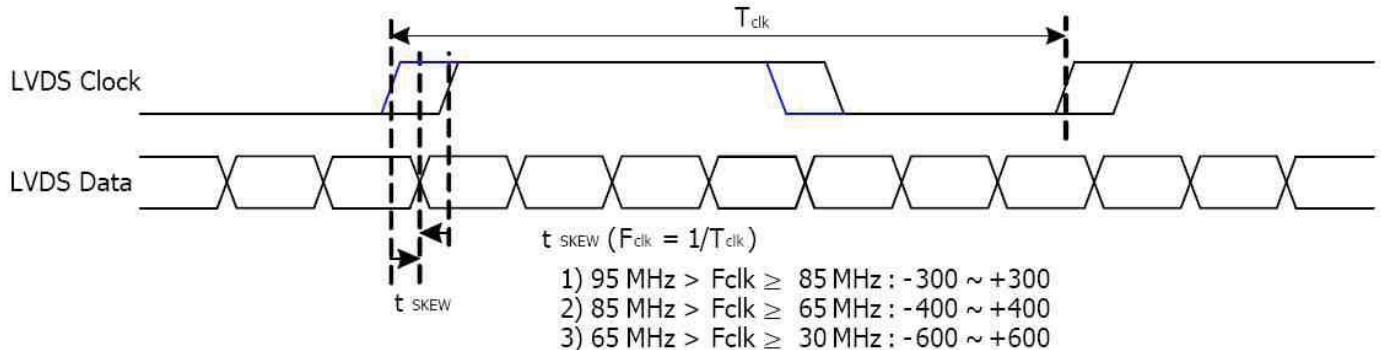 T clk
LVDS Clock
LVDS Data
t SKEW (Fclk = 1/Tclk)
1) 95 MHz > Fclk ≥ 85 MHz : -300 ~ +300
t SKEW
2) 85 MHz > Fclk ≥ 65 MHz : -400 ~ +400
3) 65 MHz > Fclk ≥ 30 MHz : -600 ~ +600